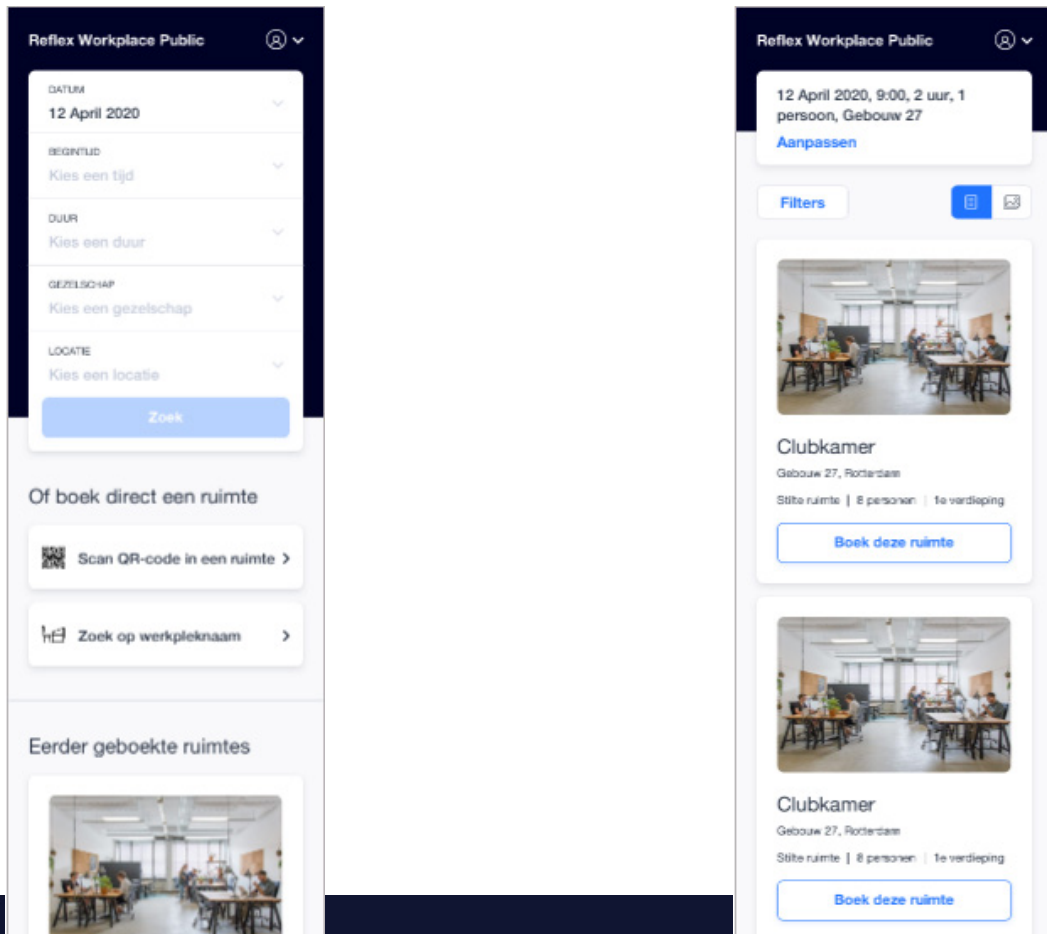 Reflex Workplace Public
DATUM
12 April 2020
BEGINTIJD
Kies een tijd
DUUR
Kies een duur
GEZELSCHAP
Kies een gezelschap
LOCATIE
Kies een locatie
Zoek
Of boek direct een ruimte
Scan QR-code in een ruimte
Zoek op werkpleknaam
Eerder geboekte ruimtes
Reflex Workplace Public
12 April 2020, 9:00, 2 uur, 1
persoon, Gebouw 27
Aanpassen
Filters
Clubkamer
Gebouw 27, Rotterdam
Stilte ruimte | 8 personen | 1e verdieping
Boek deze ruimte
Clubkamer
Gebouw 27, Rotterdam
Stilte ruimte | 8 personen | 1e verdieping
Boek deze ruimte